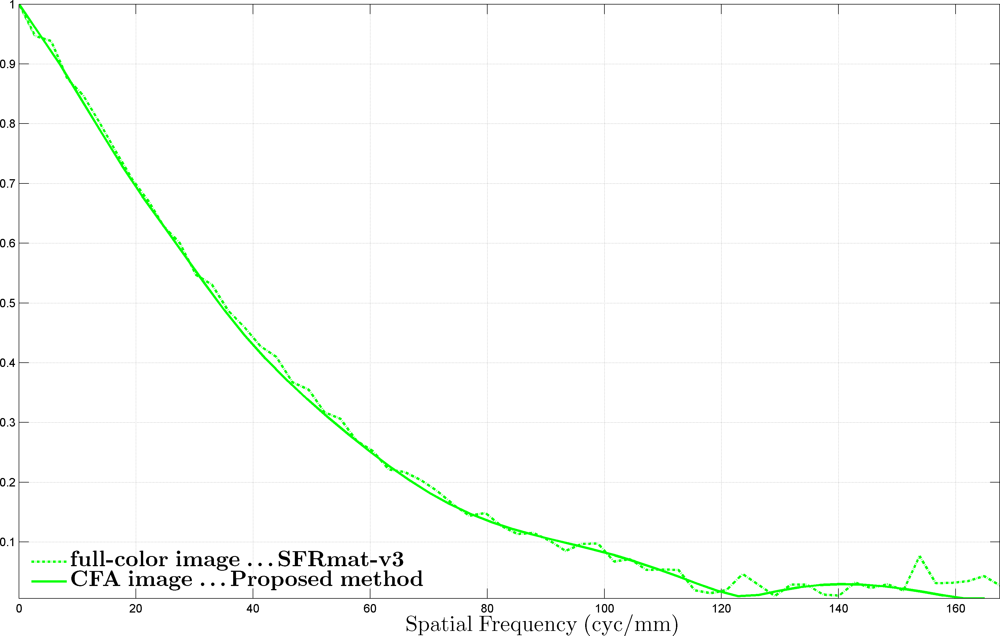 1
0.9
0.8
0.7
0.6
0.5
0.4
0.3
0.2
0.1
full-color image ...SFRmat-v3
CFA image ...Proposed method
0 20 40 60 80 100 120 140 160
Spatial Frequency (cyc/mm)